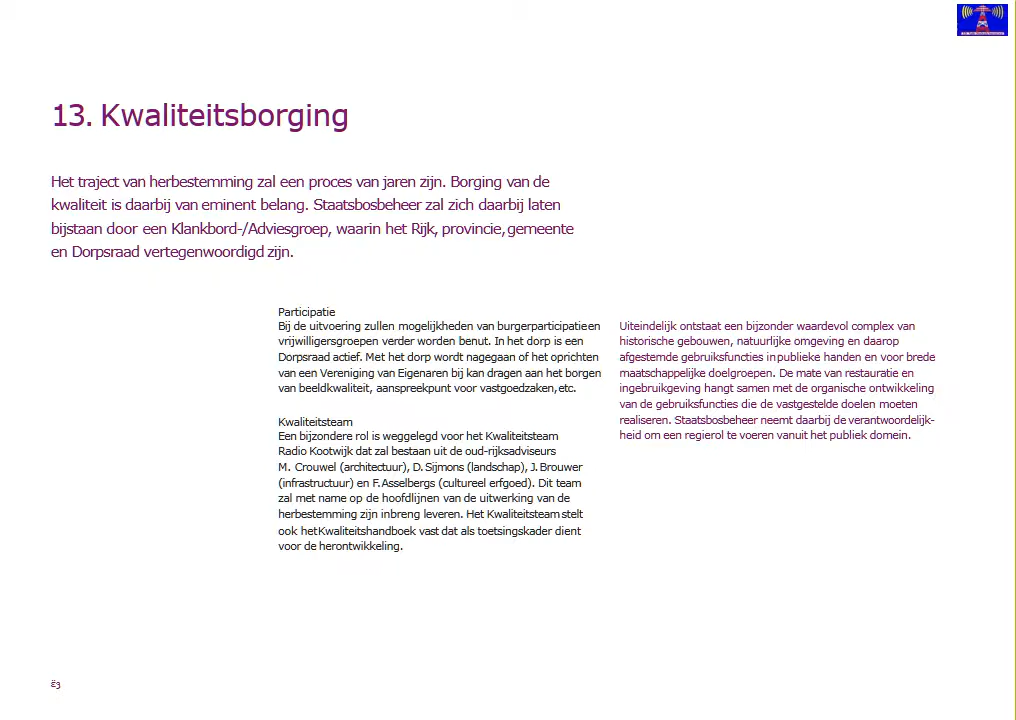 13. Kwaliteitsborging
Het traject van herbestemming zal een proces van jaren zijn. Borging van de
kwaliteit is daarbij van eminent belang. Staatsbosbeheer zal zich daarbij laten
bijstaan door een Klankbord-/Adviesgroep, waarin het Rijk, provincie, gemeente
en Dorpsraad vertegenwoordigd zijn.
Participatie
Bij de uitvoering zullen mogelijkheden van burgerparticipatie en
vrijwilligersgroepen verder worden benut. In het dorp is een
Dorpsraad actief. Met het dorp wordt nagegaan of het oprichten
van een Vereniging van Eigenaren bij kan dragen aan het borgen
van beeldkwaliteit, aanspreekpunt voor vastgoedzaken, etc.
Kwaliteitsteam
Een bijzondere rol is weggelegd voor het Kwaliteitsteam
Radio Kootwijk dat zal bestaan uit de oud-rijksadviseurs
M. Crouwel (architectuur), D. Sijmons (landschap), J. Brouwer
(infrastructuur) en F. Asselbergs (cultureel erfgoed). Dit team
zal met name op de hoofdlijnen van de uitwerking van de
herbestemming zijn inbreng leveren. Het Kwaliteitsteam stelt
ook het Kwaliteitshandboek vast dat als toetsingskader dient
voor de herontwikkeling.
Uiteindelijk ontstaat een bijzonder waardevol complex van
historische gebouwen, natuurlijke omgeving en daarop
afgestemde gebruiksfuncties in publieke handen en voor brede
maatschappelijke doelgroepen. De mate van restauratie en
ingebruikgeving hangt samen met de organische ontwikkeling
van de gebruiksfuncties die de vastgestelde doelen moeten
realiseren. Staatsbosbeheer neemt daarbij de verantwoordelijk-
heid om een regierol te voeren vanuit het publiek domein.